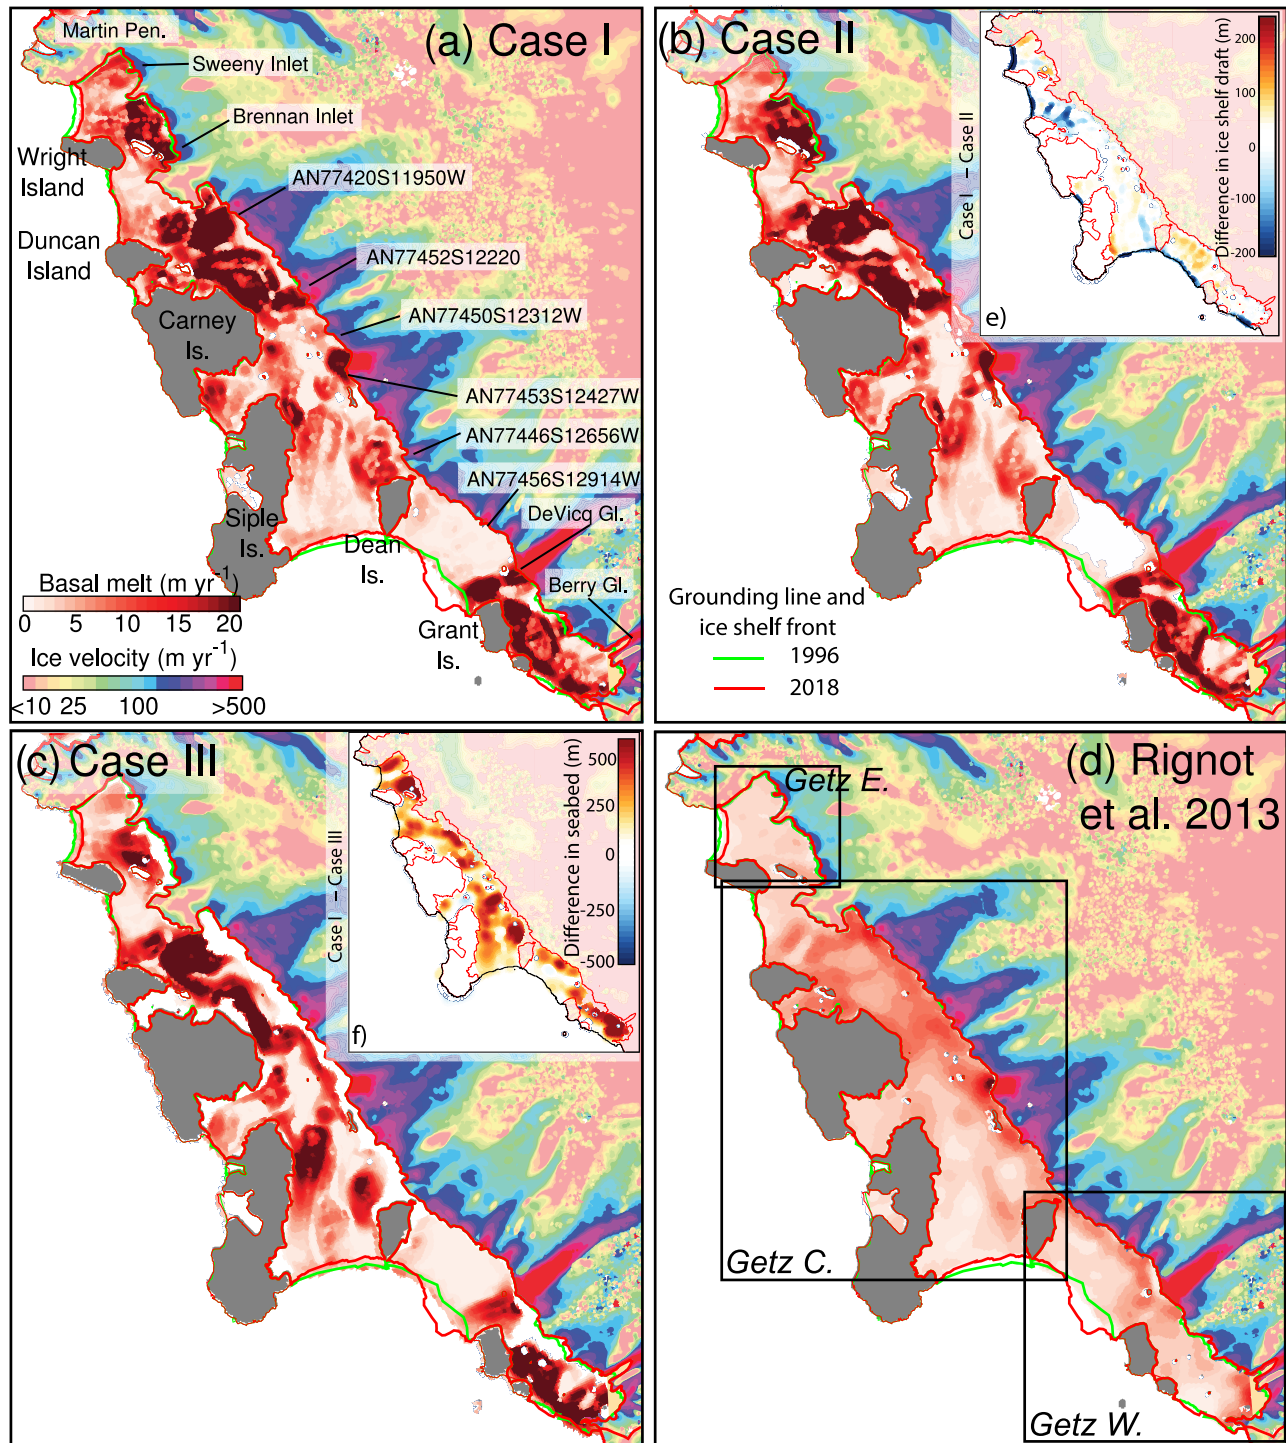 (a) Case I
Martin Pen.
Sweeny Inlet
Brennan Inlet
Wright
Island
AN77420S11950W
Duncan
Island
AN77452S12220
AN77450S12312W
Carney
Is.
AN77453S12427W
AN77446S12656W
AN77456S12914W
DeVicq Gl.
Siple
Is.
Dean
Is.
Berry Gl.
Grant
Is.
Basal melt (m yr⁻¹)
0 5 10 15 20
Ice velocity (m yr⁻¹)
<10 25 100 >500
(b) Case II
Case I – Case II
Difference in ice shelf draft (m)
200
100
0
-100
-200
e)
Grounding line and
ice shelf front
1996
2018
(c) Case III
Case I – Case III
Difference in seabed (m)
500
250
0
-250
-500
f)
(d) Rignot
et al. 2013
Getz E.
Getz C.
Getz W.